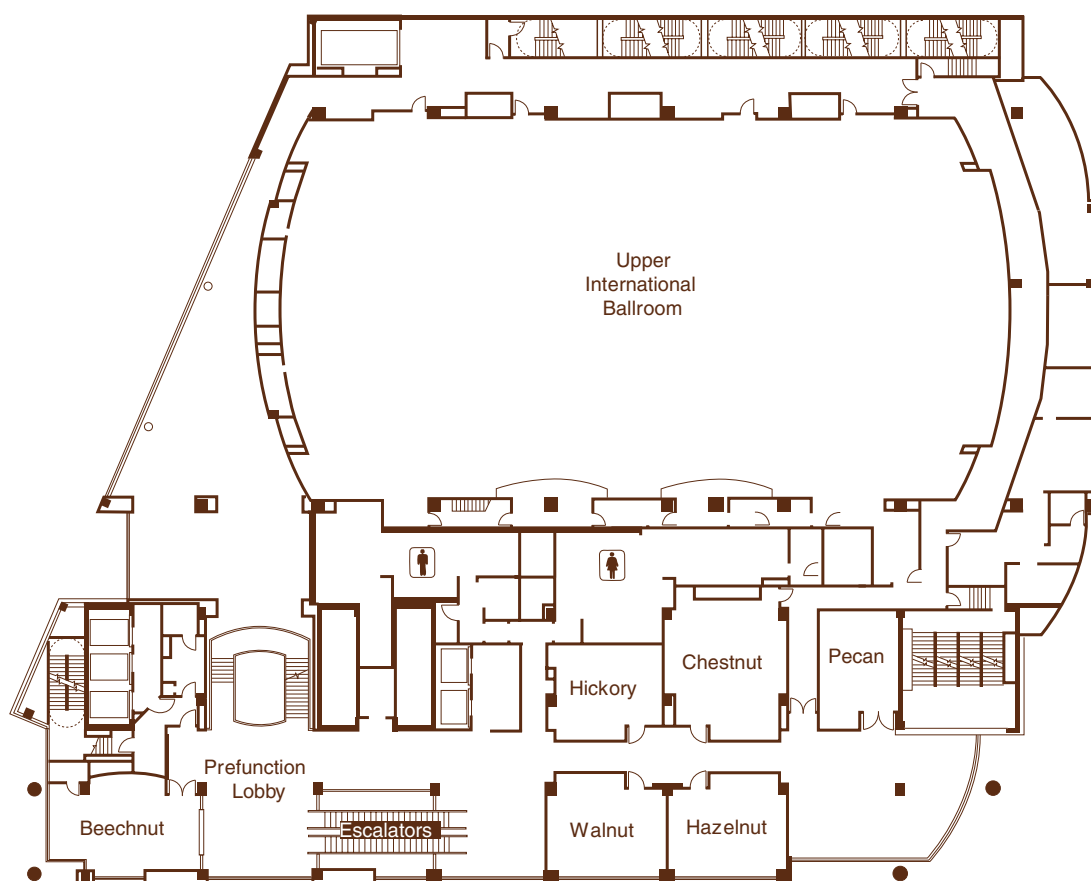 Upper
International
Ballroom
Chestnut
Pecan
Hickory
Prefunction
Lobby
Beechnut
Escalators
Walnut
Hazelnut